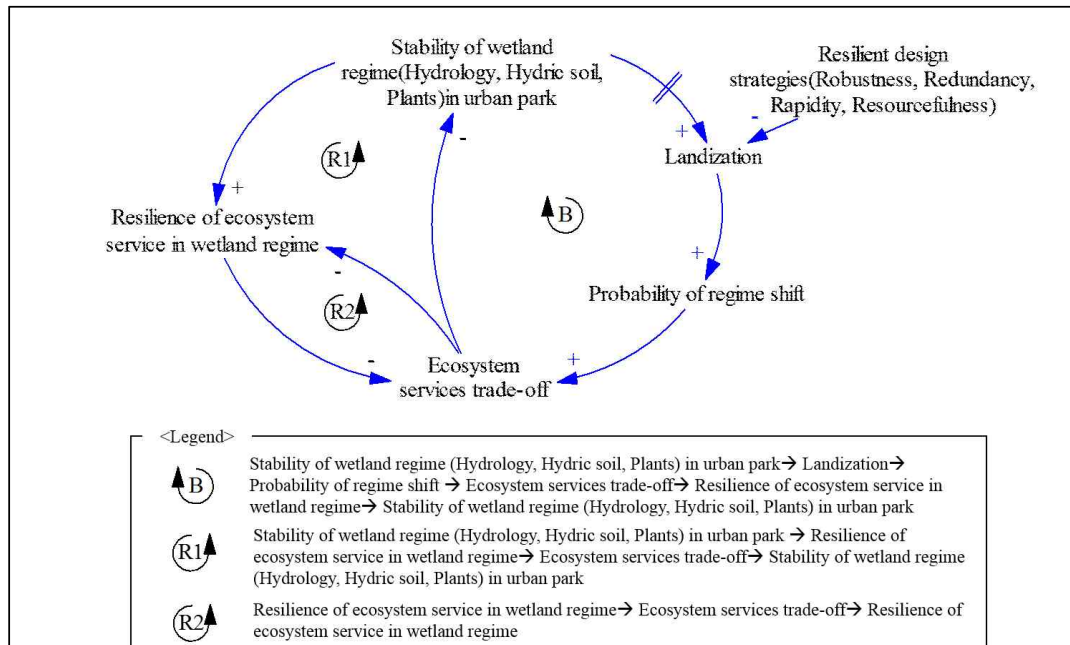 Stability of wetland
regime(Hydrology, Hydric soil,
Plants)in urban park
Resilient design
strategies(Robustness, Redundancy,
Rapidity, Resourcefulness)
-
-
+
Landization
R1
B
+
Resilience of ecosystem
service in wetland regime
+
-
Probability of regime shift
R2
-
+
Ecosystem
services trade-off
<Legend>
B
Stability of wetland regime (Hydrology, Hydric soil, Plants) in urban park→ Landization→
Probability of regime shift → Ecosystem services trade-off→ Resilience of ecosystem service in
wetland regime→ Stability of wetland regime (Hydrology, Hydric soil, Plants) in urban park
R1
Stability of wetland regime (Hydrology, Hydric soil, Plants) in urban park → Resilience of
ecosystem service in wetland regime→ Ecosystem services trade-off→ Stability of wetland regime
(Hydrology, Hydric soil, Plants) in urban park
R2
Resilience of ecosystem service in wetland regime→ Ecosystem services trade-off→ Resilience of
ecosystem service in wetland regime